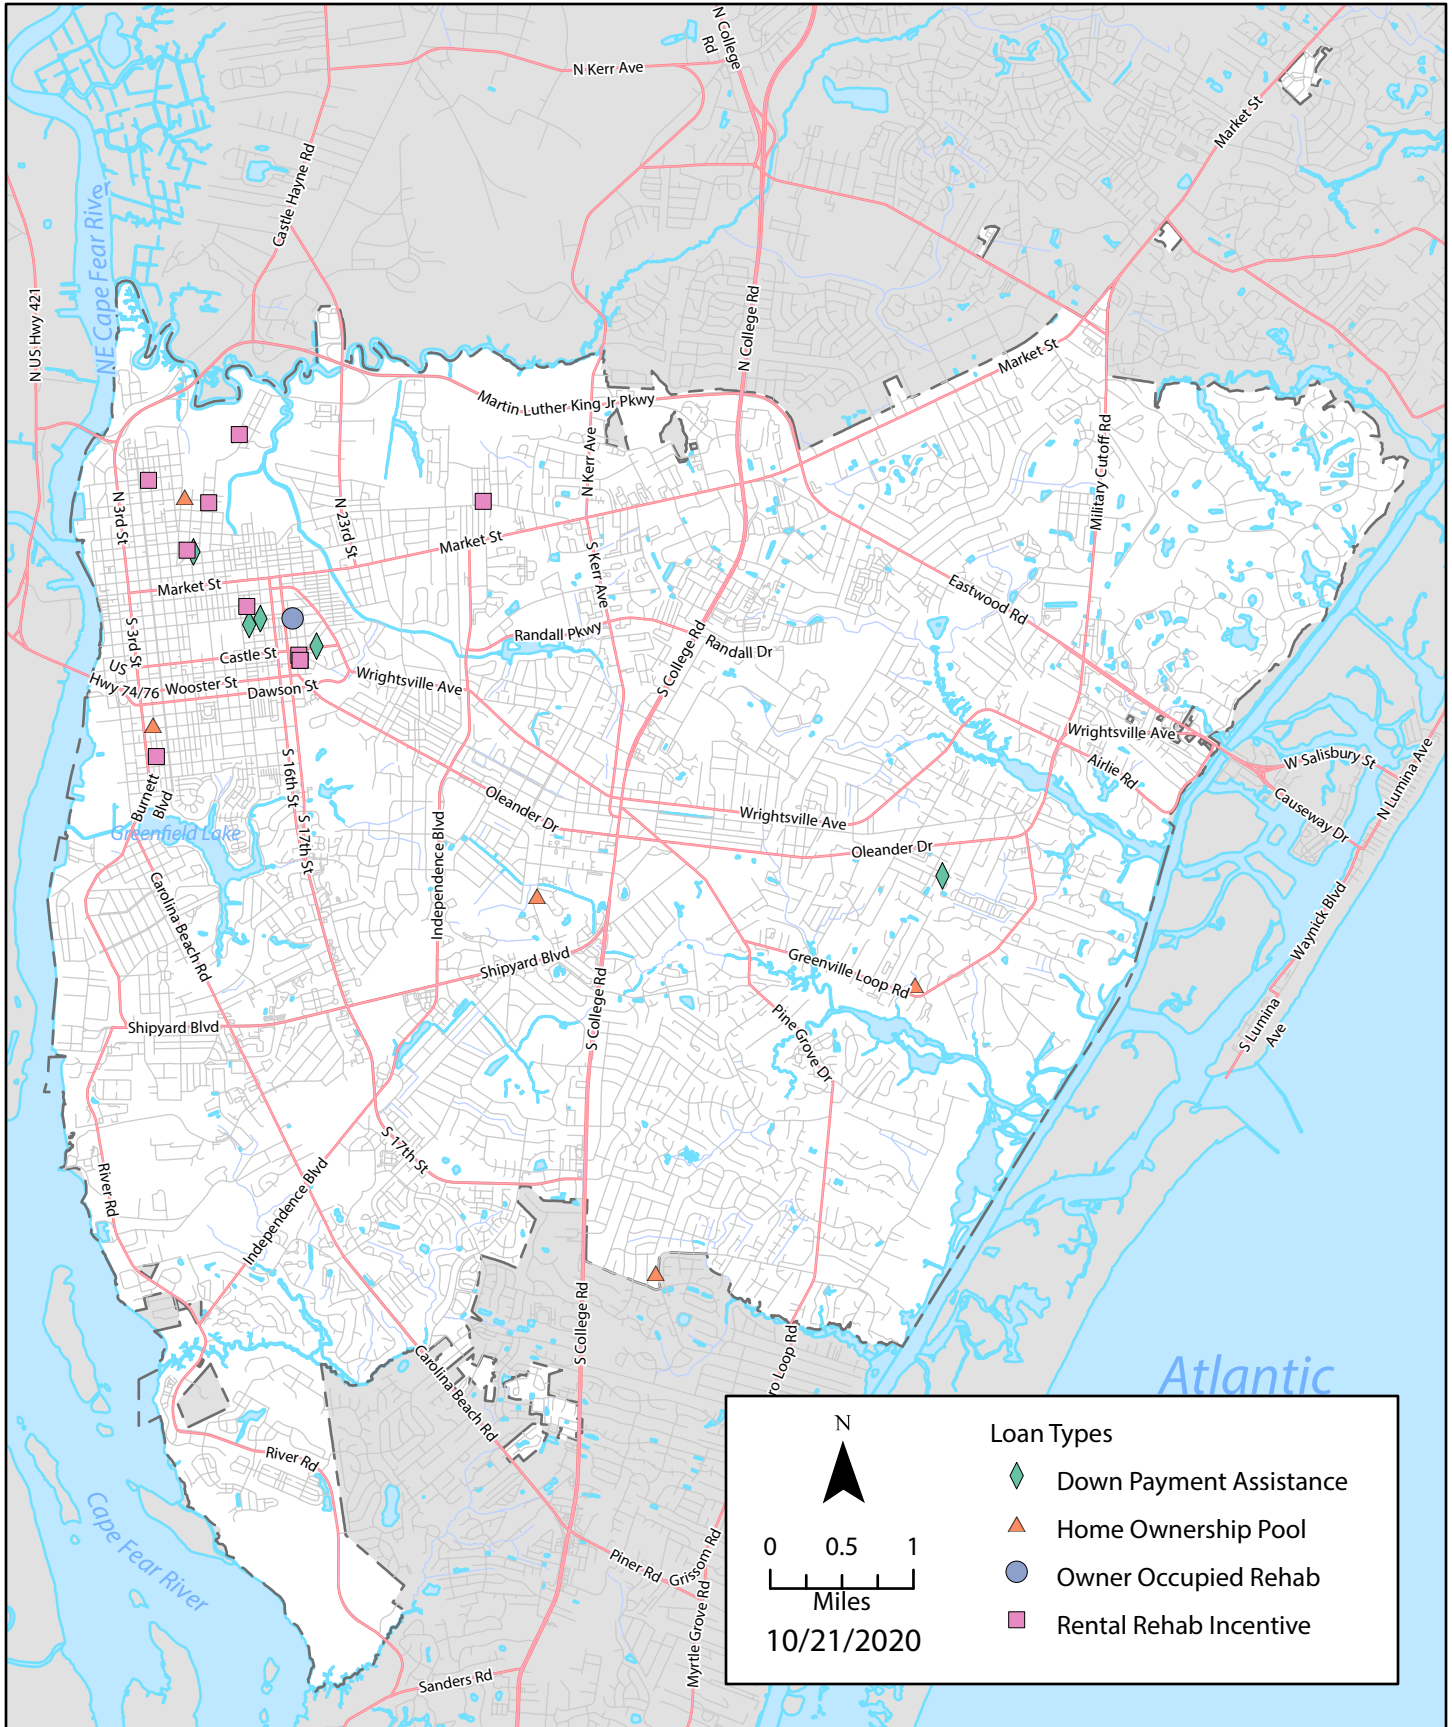 N College
Rd
N Kerr Ave
Market St
Castle Hayne Rd
NE Cape Fear River
N US Hwy 421
N College Rd
Market St
Martin Luther King Jr Pkwy
N Kerr Ave
Military Cutoff Rd
N 3rd St
N 23rd St
Market St
S Kerr Ave
Market St
Eastwood Rd
S 3rd St
Randall Pkwy
Randall Dr
Castle St
US
Hwy 74/76
Wooster St
Dawson St
Wrightsville Ave
S College Rd
Wrightsville Ave
Airlie Rd
W Salisbury St
N Lumina Ave
Causeway Dr
S 16th St
Burnett
Blvd
Greenfield Lake
S 17th St
Oleander Dr
Independence Blvd
Wrightsville Ave
Oleander Dr
Carolina Beach Rd
Waynick Blvd
Shipyard Blvd
Greenville Loop Rd
S College Rd
Pine Grove Dr
S Lumina
Ave
Shipyard Blvd
S 17th St
River Rd
Independence Blvd
S College Rd
Carolina Beach Rd
ro Loop Rd
Atlantic
River Rd
Cape Fear River
Piner Rd
Grissom Rd
Myrtle Grove Rd
Sanders Rd
N
0 0.5 1
Miles
10/21/2020
Loan Types
Down Payment Assistance
Home Ownership Pool
Owner Occupied Rehab
Rental Rehab Incentive